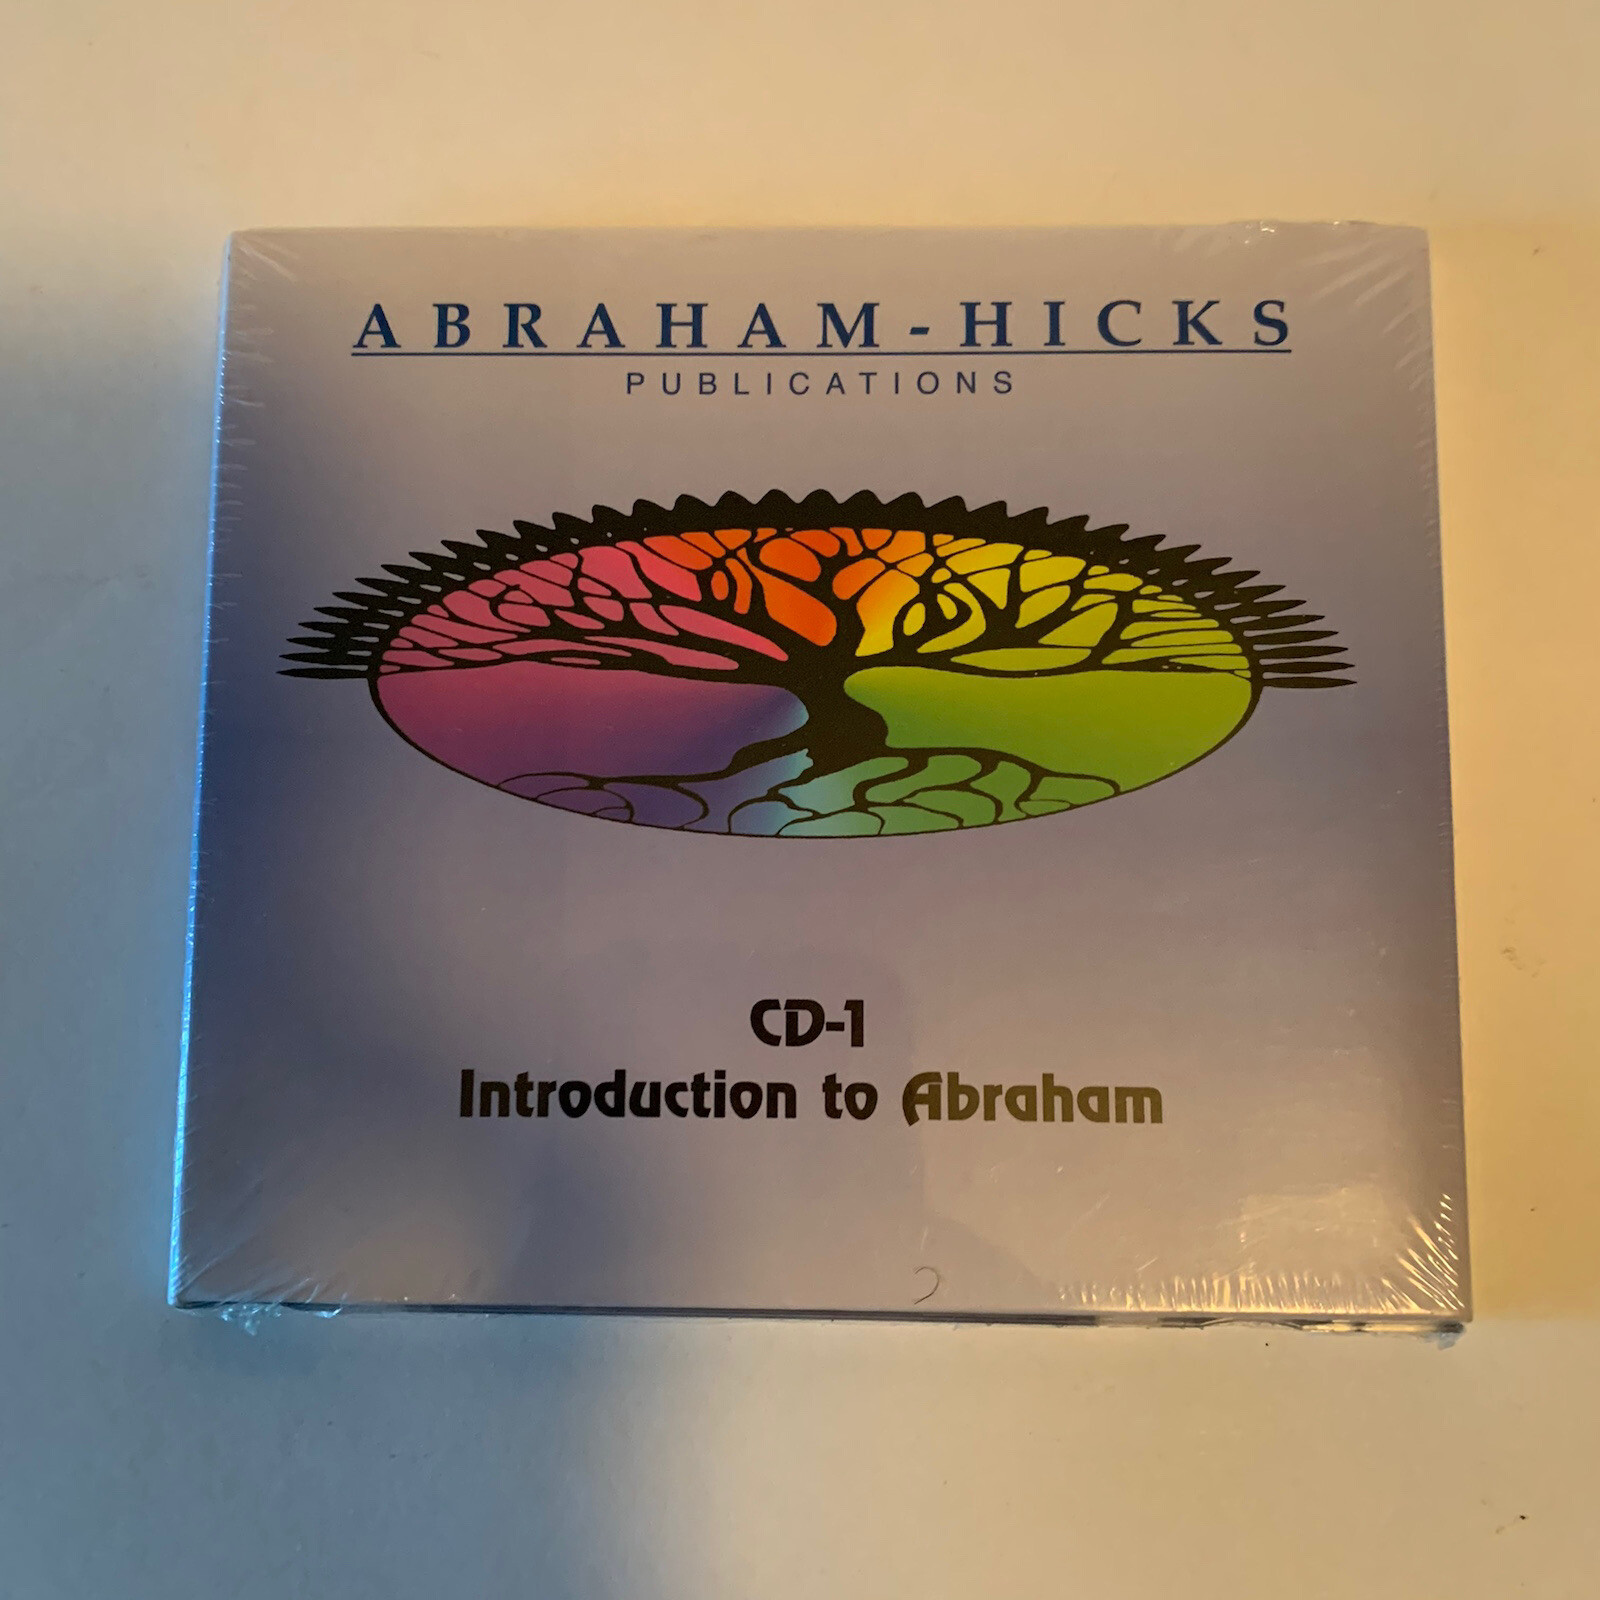 ABRAHAM-HICKS
PUBLICATIONS
CD-1
Introduction to Abraham